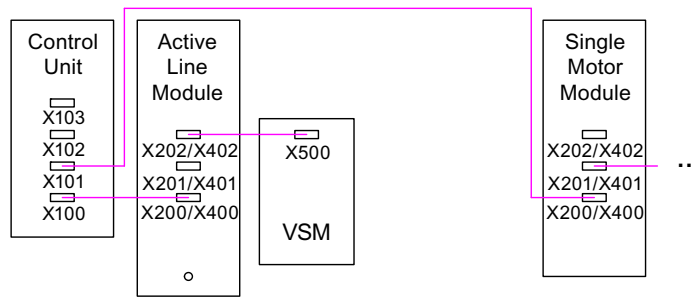 Control
Unit
X103
X102
X101
X100
Active
Line
Module
X202/X402
X201/X401
X200/X400
X500
VSM
Single
Motor
Module
X202/X402
X201/X401
X200/X400
..